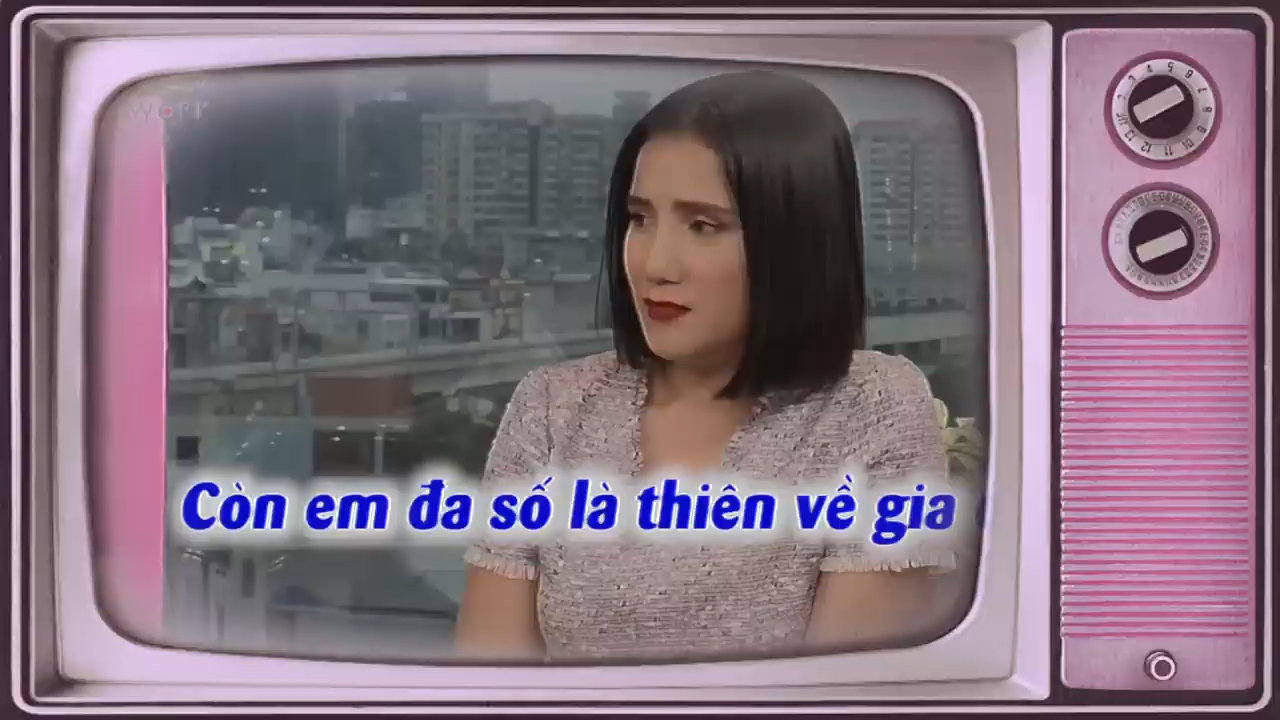 Còn em đa số là thiên về gia